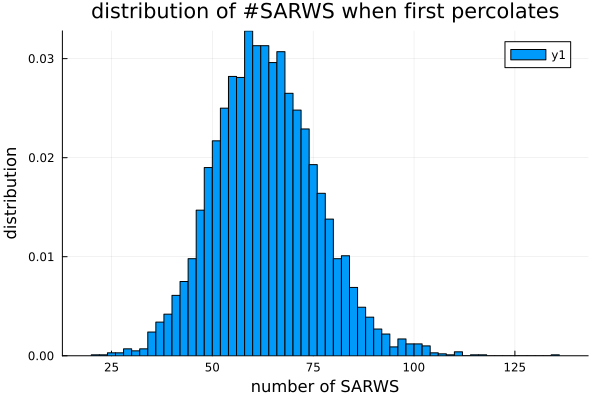 distribution of #SARWS when first percolates
y1
distribution
0.03
0.02
0.01
0.00
25
50
75
100
125
number of SARWS